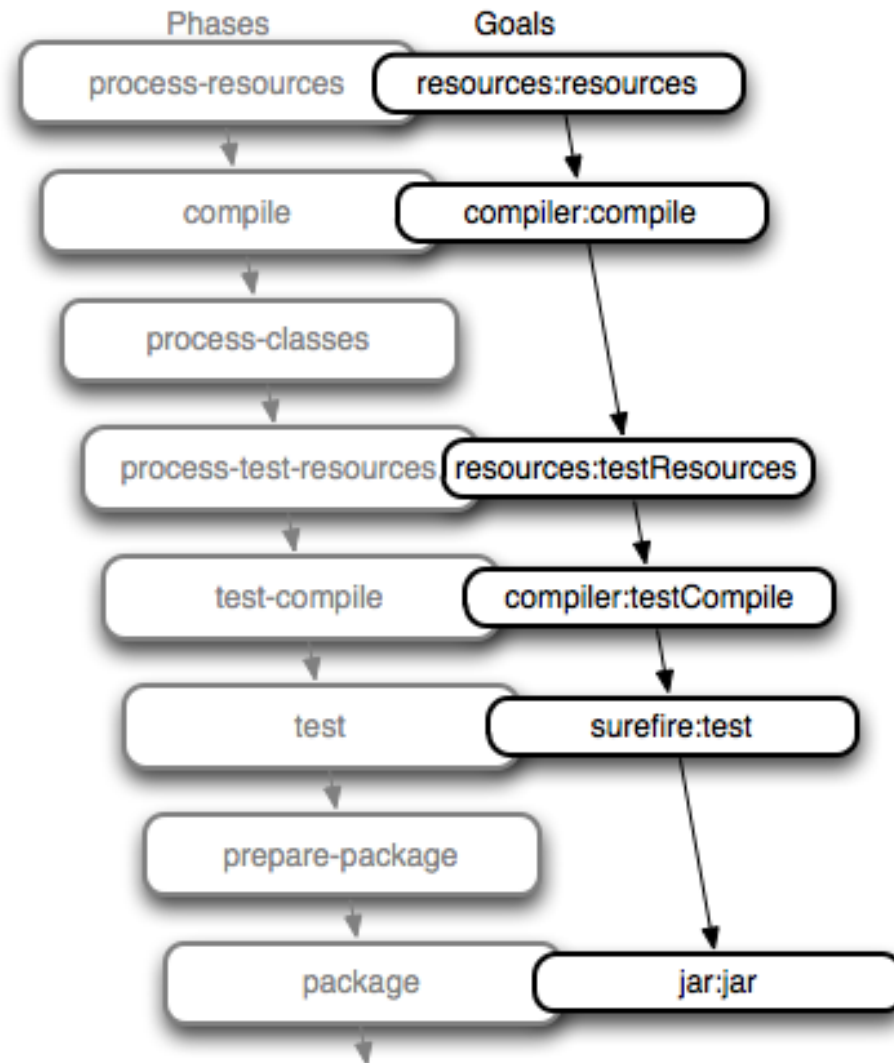 Phases Goals
process-resources resources:resources
compile compiler:compile
process-classes
process-test-resources resources:testResources
test-compile compiler:testCompile
test surefire:test
prepare-package
package jar:jar